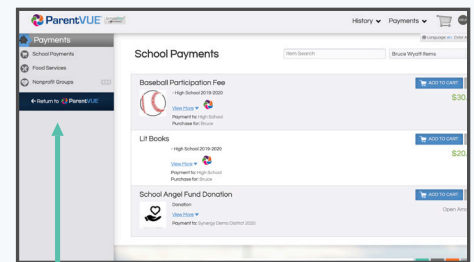 ParentVUE
History
Payments
Payments
School Payments
Food Services
Nonprofit Groups
Return to ParentVUE
School Payments
Item Search
Bruce Wyatt Items
Baseball Participation Fee
- High School 2019-2020
View More
Payment to: High School
Purchase for: Bruce
ADD TO CART
$30.
Lit Books
- High School 2019-2020
View More
Payment to: High School
Purchase for: Bruce
ADD TO CART
$20.
School Angel Fund Donation
Donation
View More
Payment to: Synergy Demo District 2020
ADD TO CART
Open Amo